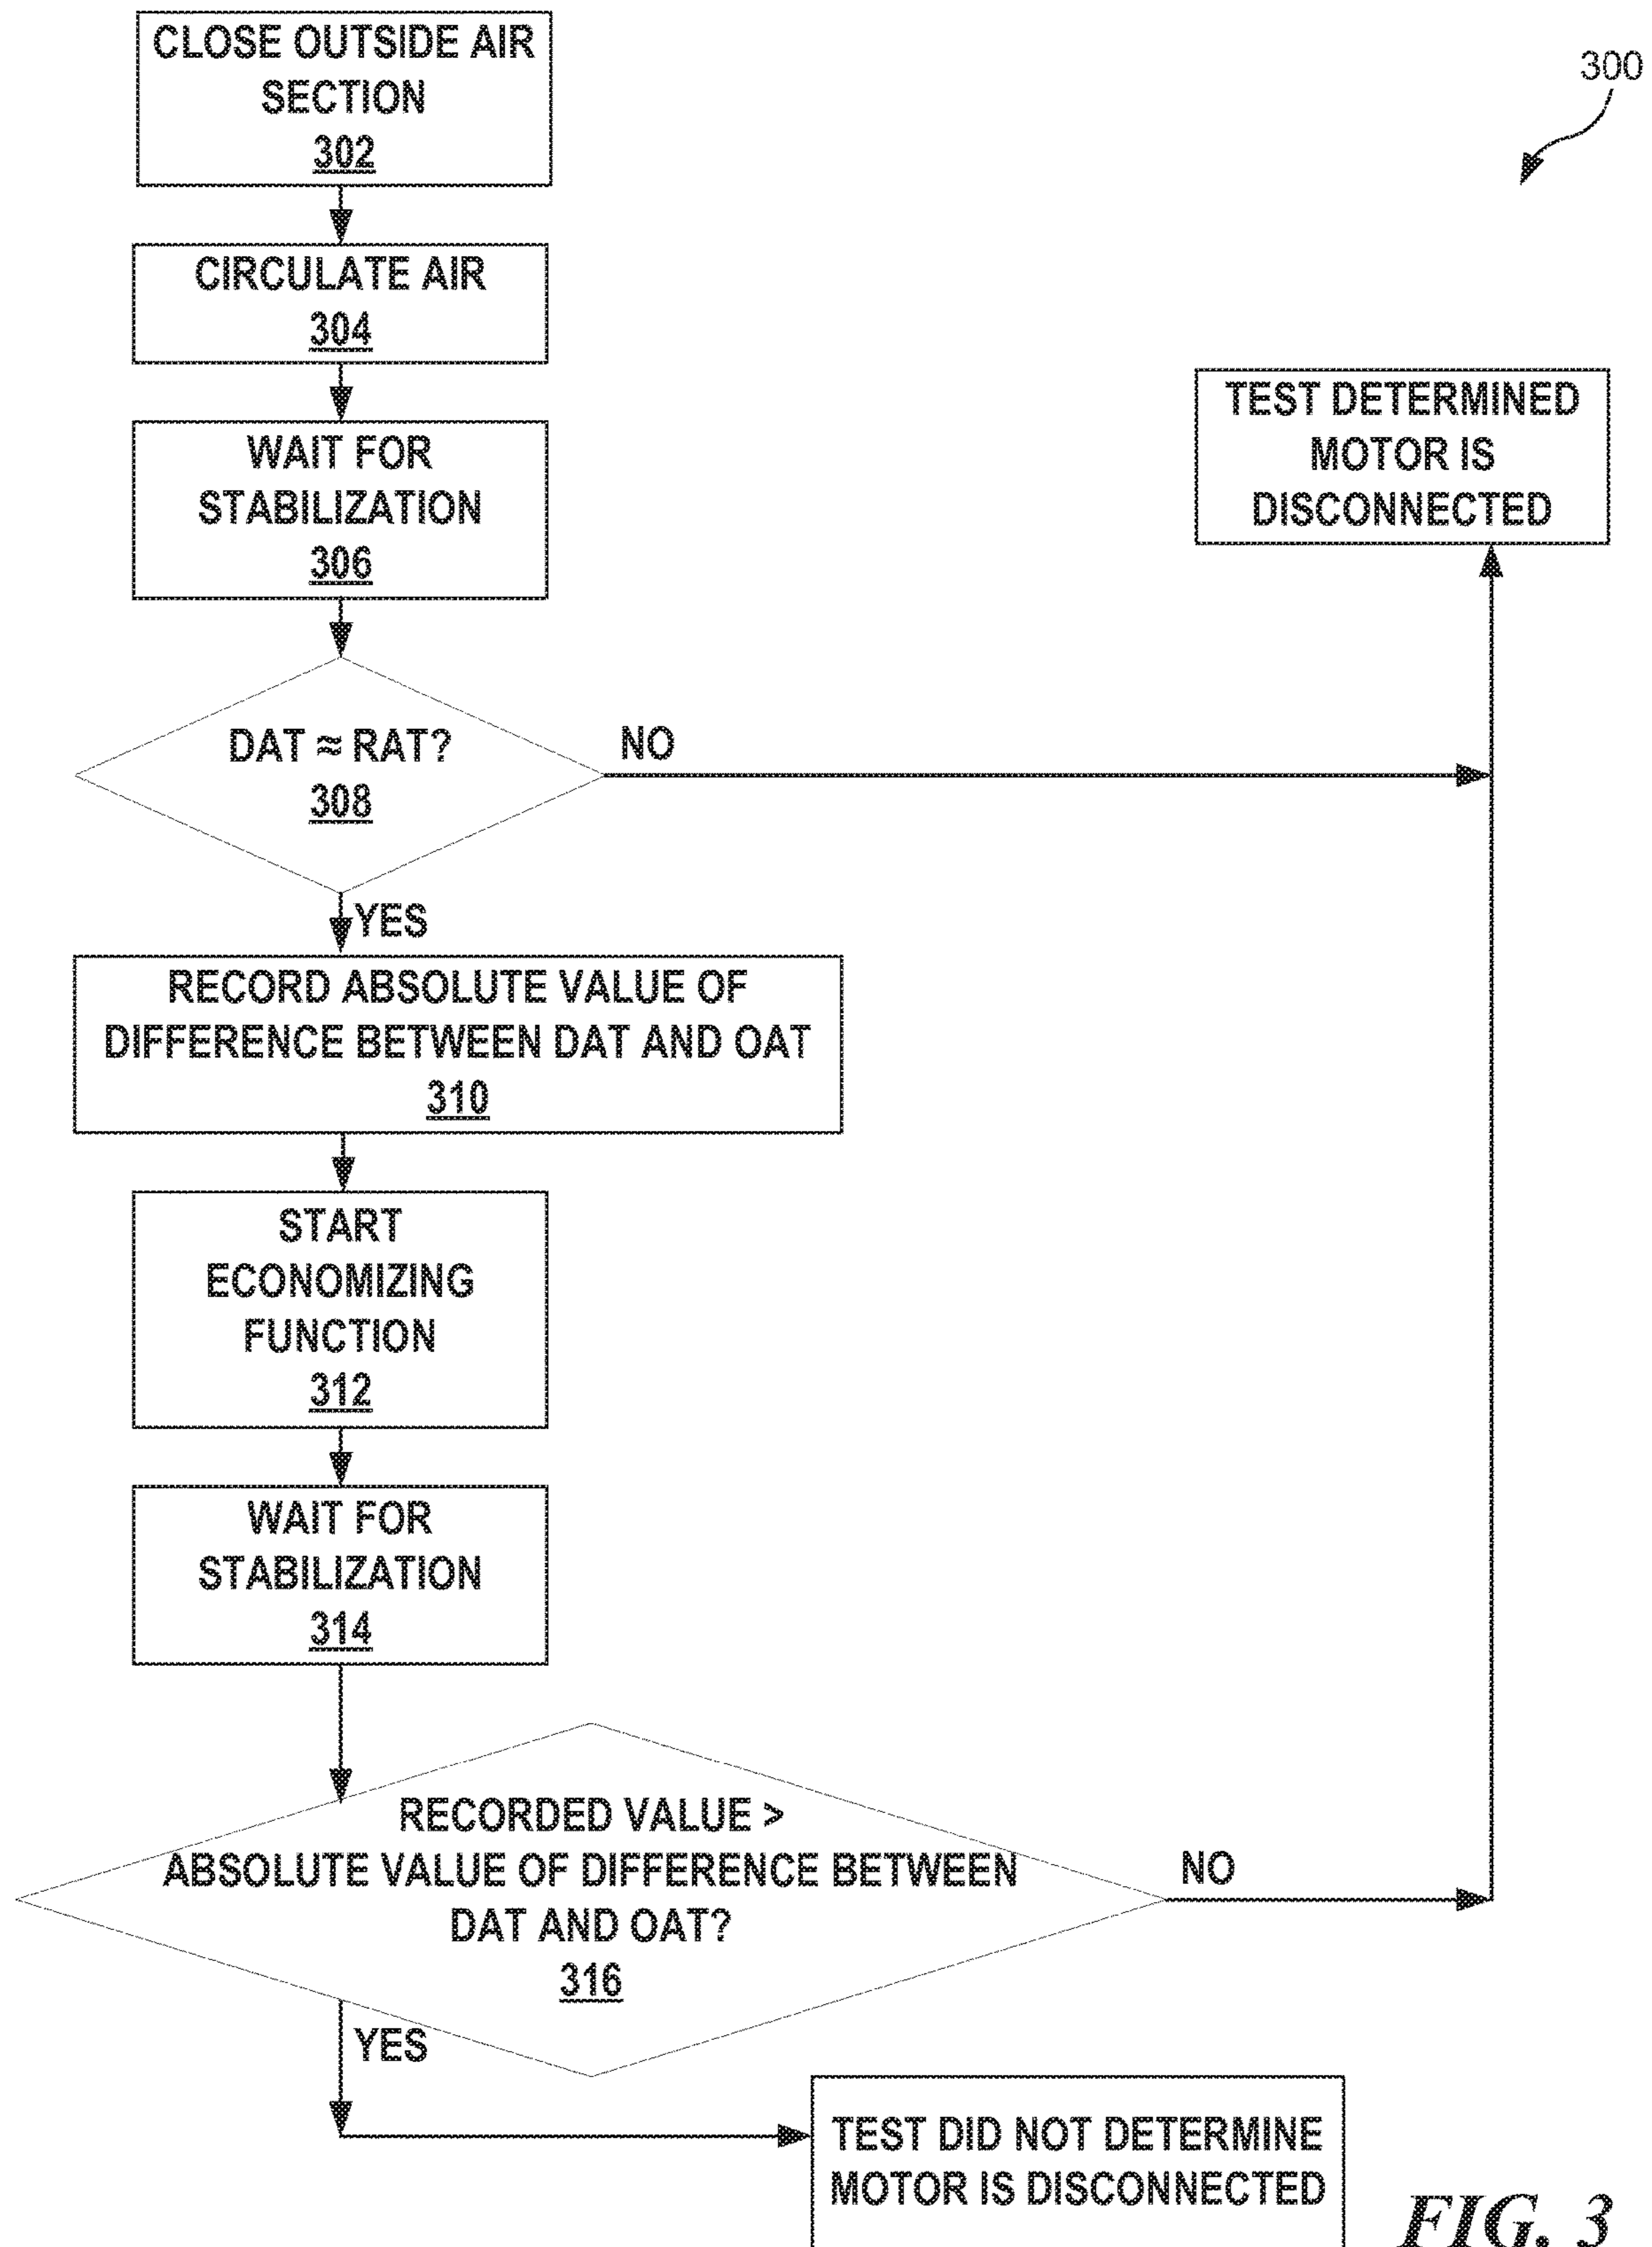 CLOSE OUTSIDE AIR
SECTION
302
300
CIRCULATE AIR
304
TEST DETERMINED
MOTOR IS
DISCONNECTED
WAIT FOR
STABILIZATION
306
DAT ≈ RAT?
308
NO
YES
RECORD ABSOLUTE VALUE OF
DIFFERENCE BETWEEN DAT AND OAT
310
START
ECONOMIZING
FUNCTION
312
WAIT FOR
STABILIZATION
314
RECORDED VALUE >
ABSOLUTE VALUE OF DIFFERENCE BETWEEN
DAT AND OAT?
316
NO
YES
TEST DID NOT DETERMINE
MOTOR IS DISCONNECTED
FIG. 3